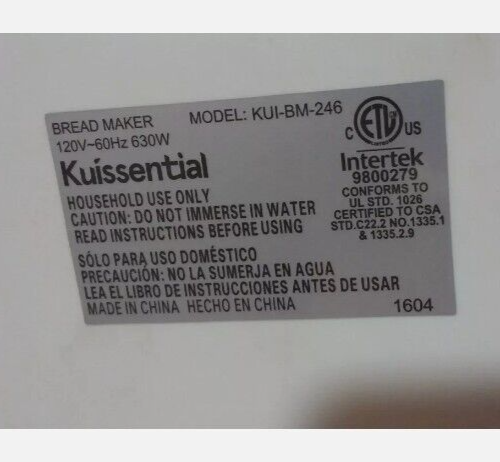 BREAD MAKER MODEL: KUI-BM-246
120V~60Hz 630W
Kuissential
HOUSEHOLD USE ONLY
CAUTION: DO NOT IMMERSE IN WATER
READ INSTRUCTIONS BEFORE USING
SÓLO PARA USO DOMÉSTICO
PRECAUCIÓN: NO LA SUMERJA EN AGUA
LEA EL LIBRO DE INSTRUCCIONES ANTES DE USAR
MADE IN CHINA HECHO EN CHINA
C ETL US
Intertek
9800279
CONFORMS TO
UL STD. 1026
CERTIFIED TO CSA
STD.C22.2 NO.1335.1
& 1335.2.9
1604